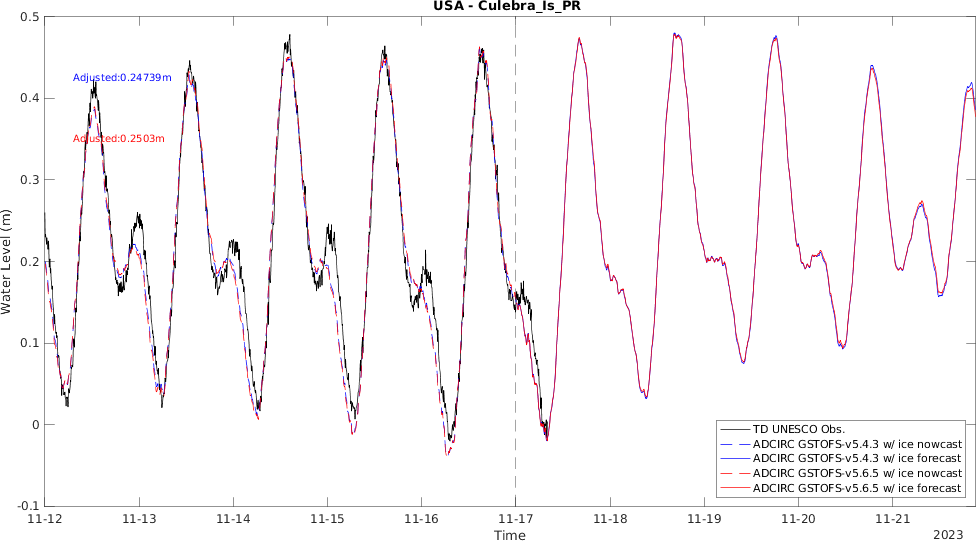 USA - Culebra_Is_PR
0.5
Adjusted:0.24739m
0.4
Adjusted:0.2503m
0.3
Water Level (m)
0.2
0.1
0
-0.1
TD UNESCO Obs.
ADCIRC GSTOFS-v5.4.3 w/ ice nowcast
ADCIRC GSTOFS-v5.4.3 w/ ice forecast
ADCIRC GSTOFS-v5.6.5 w/ ice nowcast
ADCIRC GSTOFS-v5.6.5 w/ ice forecast
11-12 11-13 11-14 11-15 11-16 11-17 11-18 11-19 11-20 11-21
Time
2023